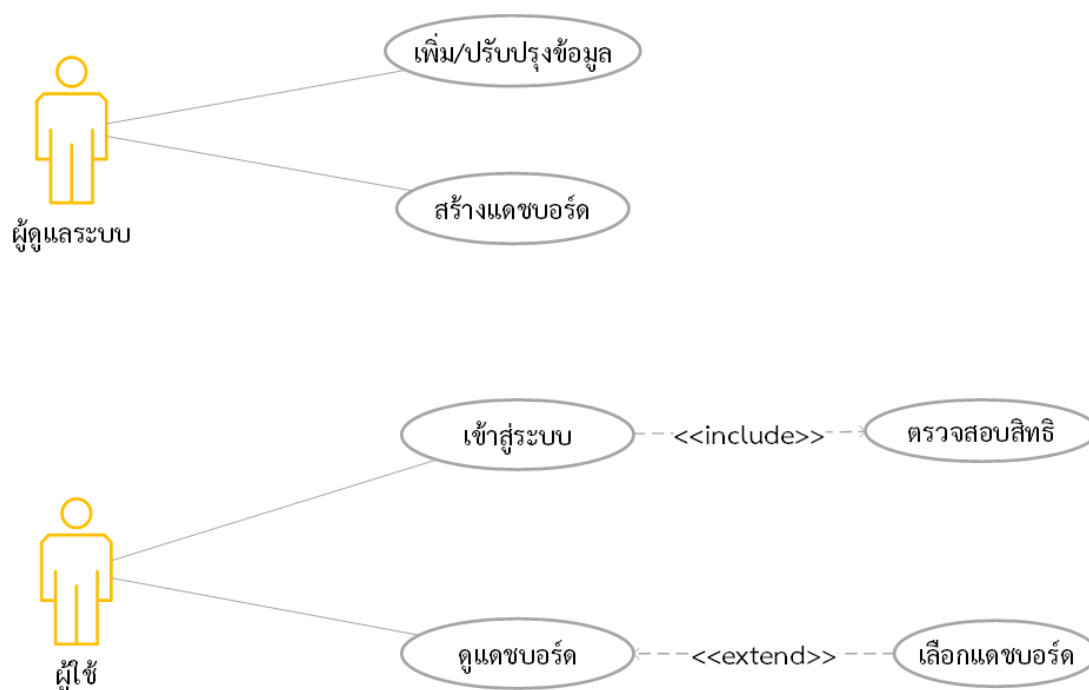 เพิ่ม/ปรับปรุงข้อมูล
สร้างแดชบอร์ด
ผู้ดูแลระบบ
เข้าสู่ระบบ
<<include>>
ตรวจสอบสิทธิ
ดูแดชบอร์ด
<<extend>>
เลือกแดชบอร์ด
ผู้ใช้